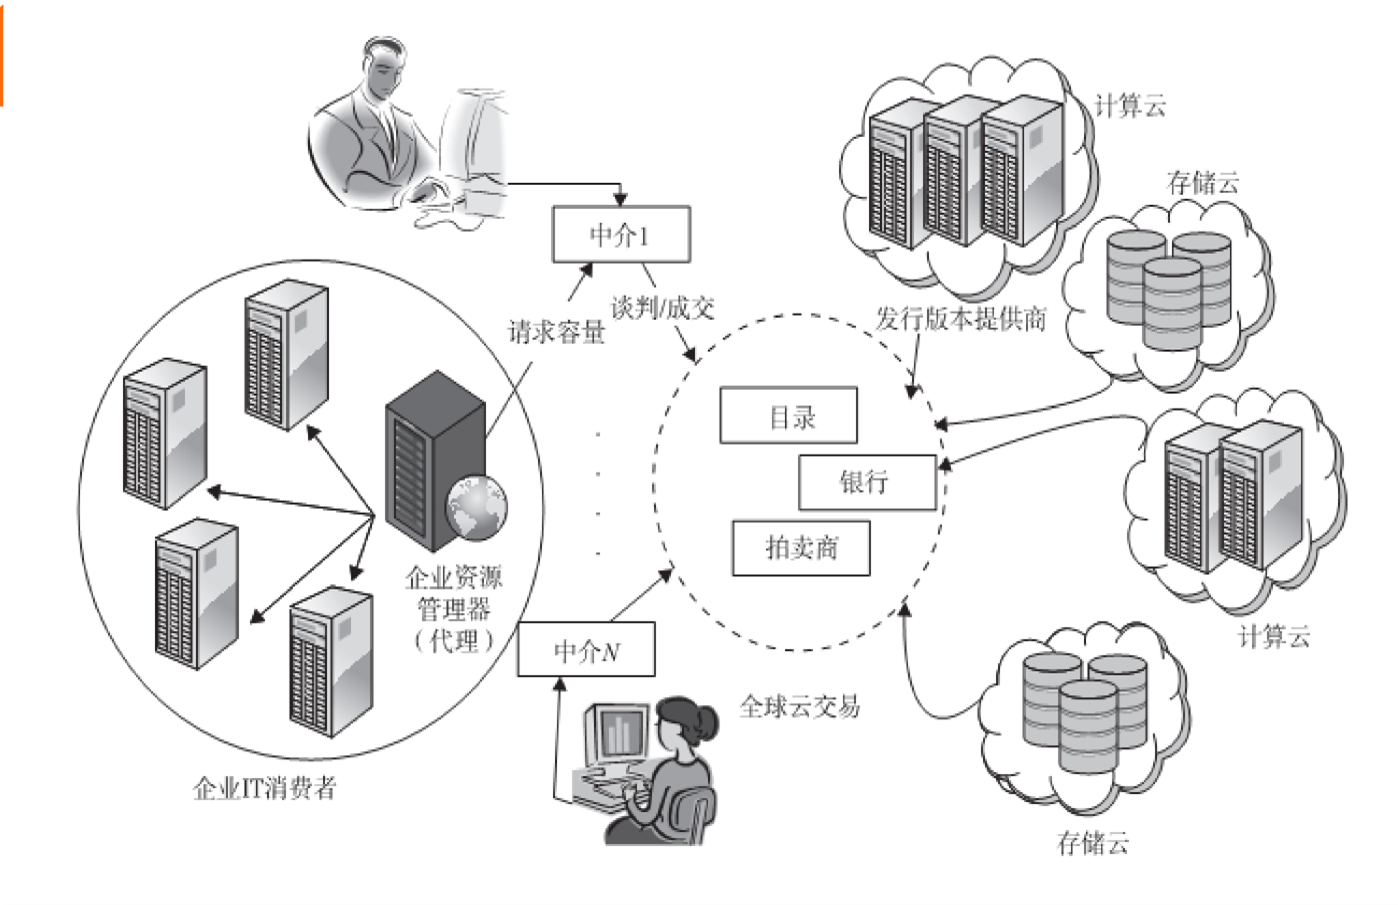 计算云
存储云
中介1
请求容量
谈判/成交
发行版本提供商
目录
银行
拍卖商
企业资源
管理器
（代理）
中介N
全球云交易
计算云
企业IT消费者
存储云